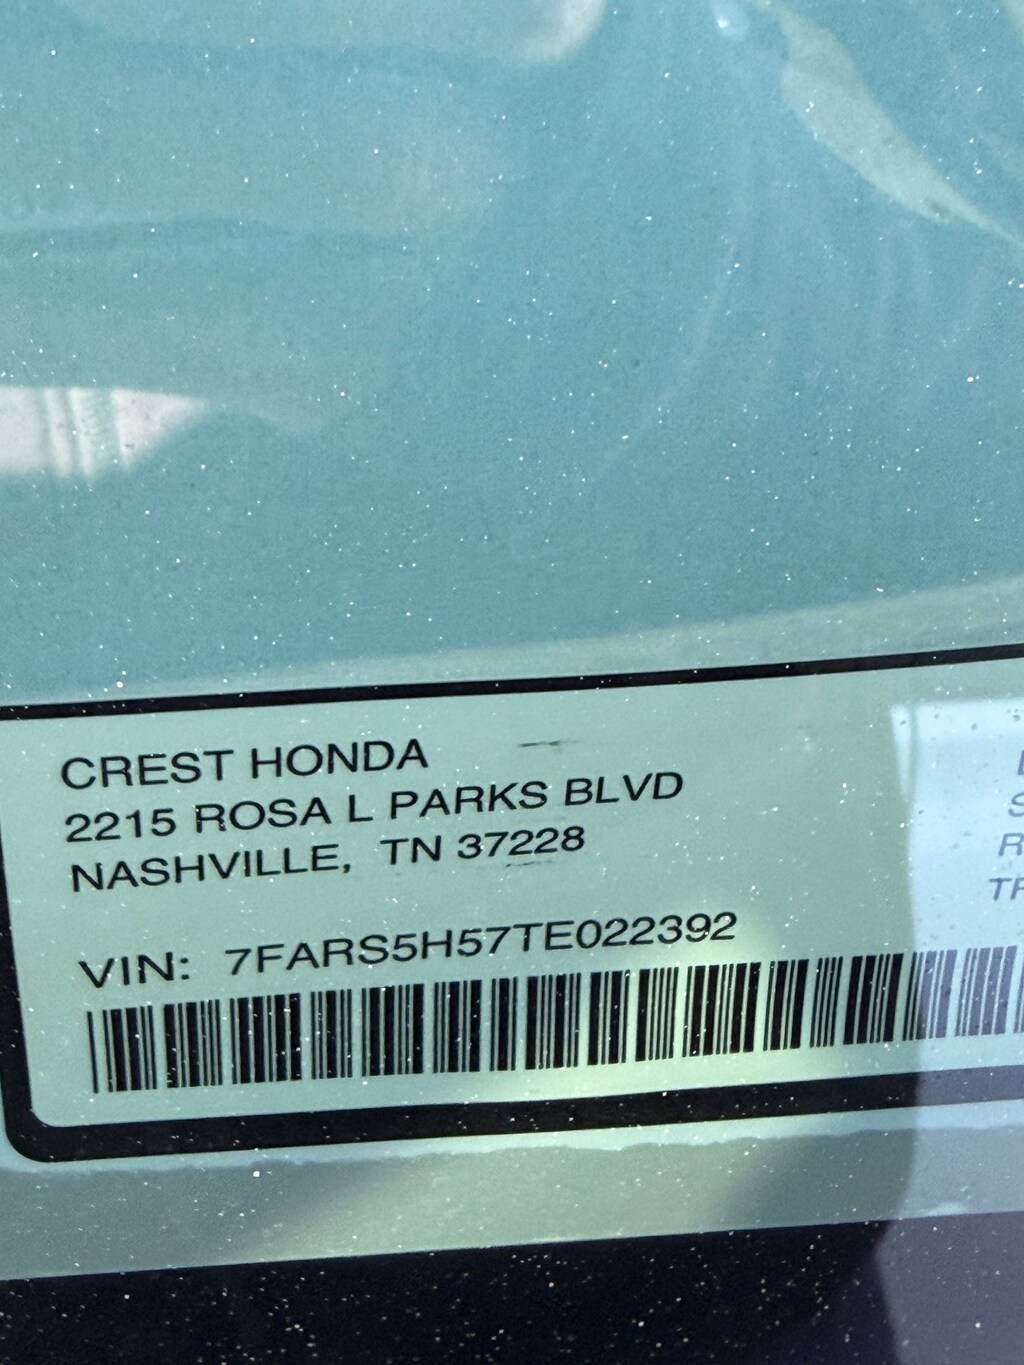 CREST HONDA
2215 ROSA L PARKS BLVD
NASHVILLE, TN 37228
VIN: 7FARS5H57TE022392